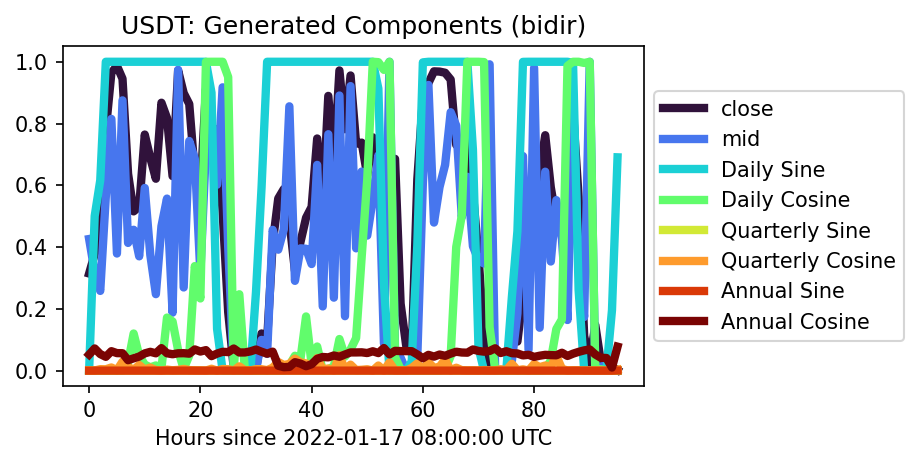 USDT: Generated Components (bidir)
1.0
0.8
0.6
0.4
0.2
0.0
0 20 40 60 80
Hours since 2022-01-17 08:00:00 UTC
close
mid
Daily Sine
Daily Cosine
Quarterly Sine
Quarterly Cosine
Annual Sine
Annual Cosine